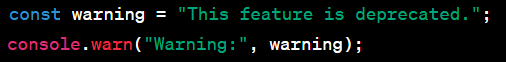 const warning = "This feature is deprecated.";
console.warn("Warning:", warning);